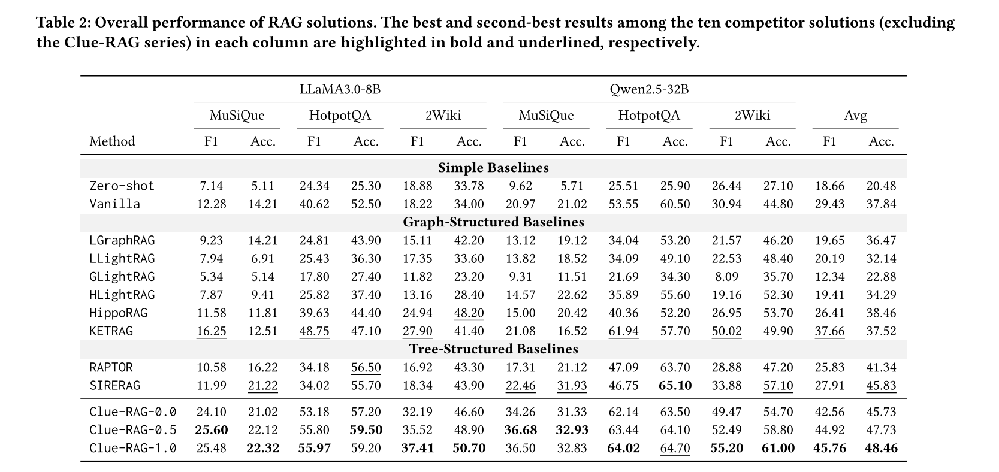 Table 2: Overall performance of RAG solutions. The best and second-best results among the ten competitor solutions (excluding
the Clue-RAG series) in each column are highlighted in bold and underlined, respectively.
LLaMA3.0-8B Qwen2.5-32B
MuSiQue HotpotQA 2Wiki MuSiQue HotpotQA 2Wiki Avg
Method F1 Acc. F1 Acc. F1 Acc. F1 Acc. F1 Acc. F1 Acc. F1 Acc.
Simple Baselines
Zero-shot 7.14 5.11 24.34 25.30 18.88 33.78 9.62 5.71 25.51 25.90 26.44 27.10 18.66 20.48
Vanilla 12.28 14.21 40.62 52.50 18.22 34.00 20.97 21.02 53.55 60.50 30.94 44.80 29.43 37.84
Graph-Structured Baselines
LGraphRAG 9.23 14.21 24.81 43.90 15.11 42.20 13.12 19.12 34.04 53.20 21.57 46.20 19.65 36.47
LLightRAG 7.94 6.91 25.43 36.30 17.35 33.60 13.82 18.52 34.09 49.10 22.53 48.40 20.19 32.14
GLightRAG 5.34 5.14 17.80 27.40 11.82 23.20 9.31 11.51 21.69 34.30 8.09 35.70 12.34 22.88
HLightRAG 7.87 9.41 25.82 37.40 13.16 28.40 14.57 22.62 35.89 55.60 19.16 52.30 19.41 34.29
HippoRAG 11.58 11.81 39.63 44.40 24.94 48.20 15.00 20.42 40.36 52.20 26.95 53.70 26.41 38.46
KETRAG 16.25 12.51 48.75 47.10 27.90 41.40 21.08 16.52 61.94 57.70 50.02 49.90 37.66 37.52
Tree-Structured Baselines
RAPTOR 10.58 16.22 34.18 56.50 16.92 43.30 17.31 21.12 47.09 63.70 28.88 47.20 25.83 41.34
SIRERAG 11.99 21.22 34.02 55.70 18.34 43.90 22.46 31.93 46.75 65.10 33.88 57.10 27.91 45.83
Clue-RAG-0.0 24.10 21.02 53.18 57.20 32.19 46.60 34.26 31.33 62.14 63.50 49.47 54.70 42.56 45.73
Clue-RAG-0.5 25.60 22.12 55.80 59.50 35.52 48.90 36.68 32.93 63.44 64.10 52.49 58.80 44.92 47.73
Clue-RAG-1.0 25.48 22.32 55.97 59.20 37.41 50.70 36.50 32.83 64.02 64.70 55.20 61.00 45.76 48.46